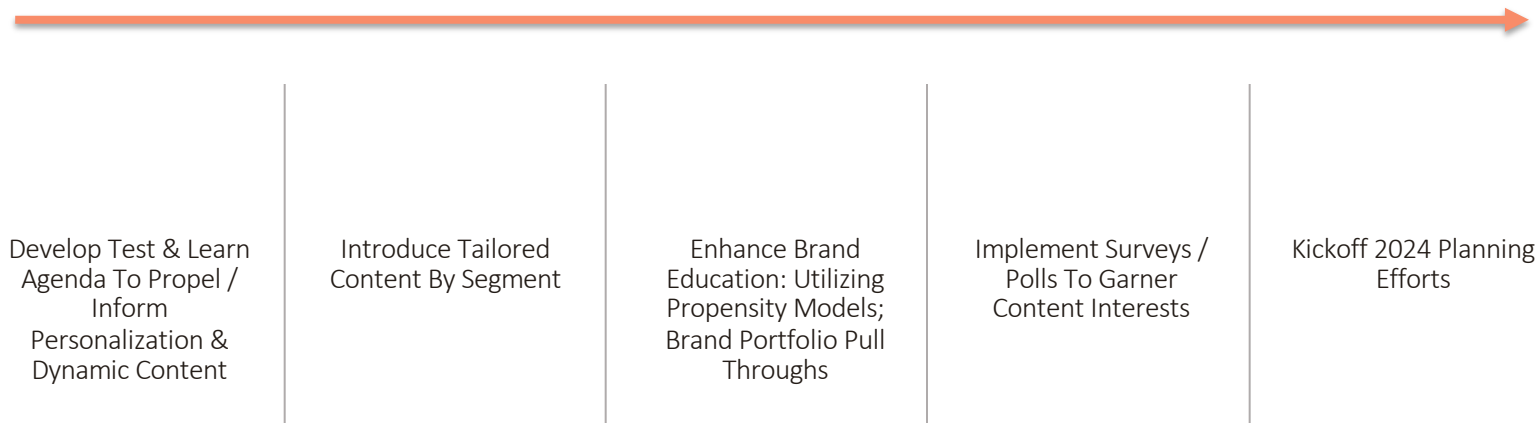 Develop Test & Learn
Agenda To Propel /
Inform
Personalization &
Dynamic Content
Introduce Tailored
Content By Segment
Enhance Brand
Education: Utilizing
Propensity Models;
Brand Portfolio Pull
Throughs
Implement Surveys /
Polls To Garner
Content Interests
Kickoff 2024 Planning
Efforts